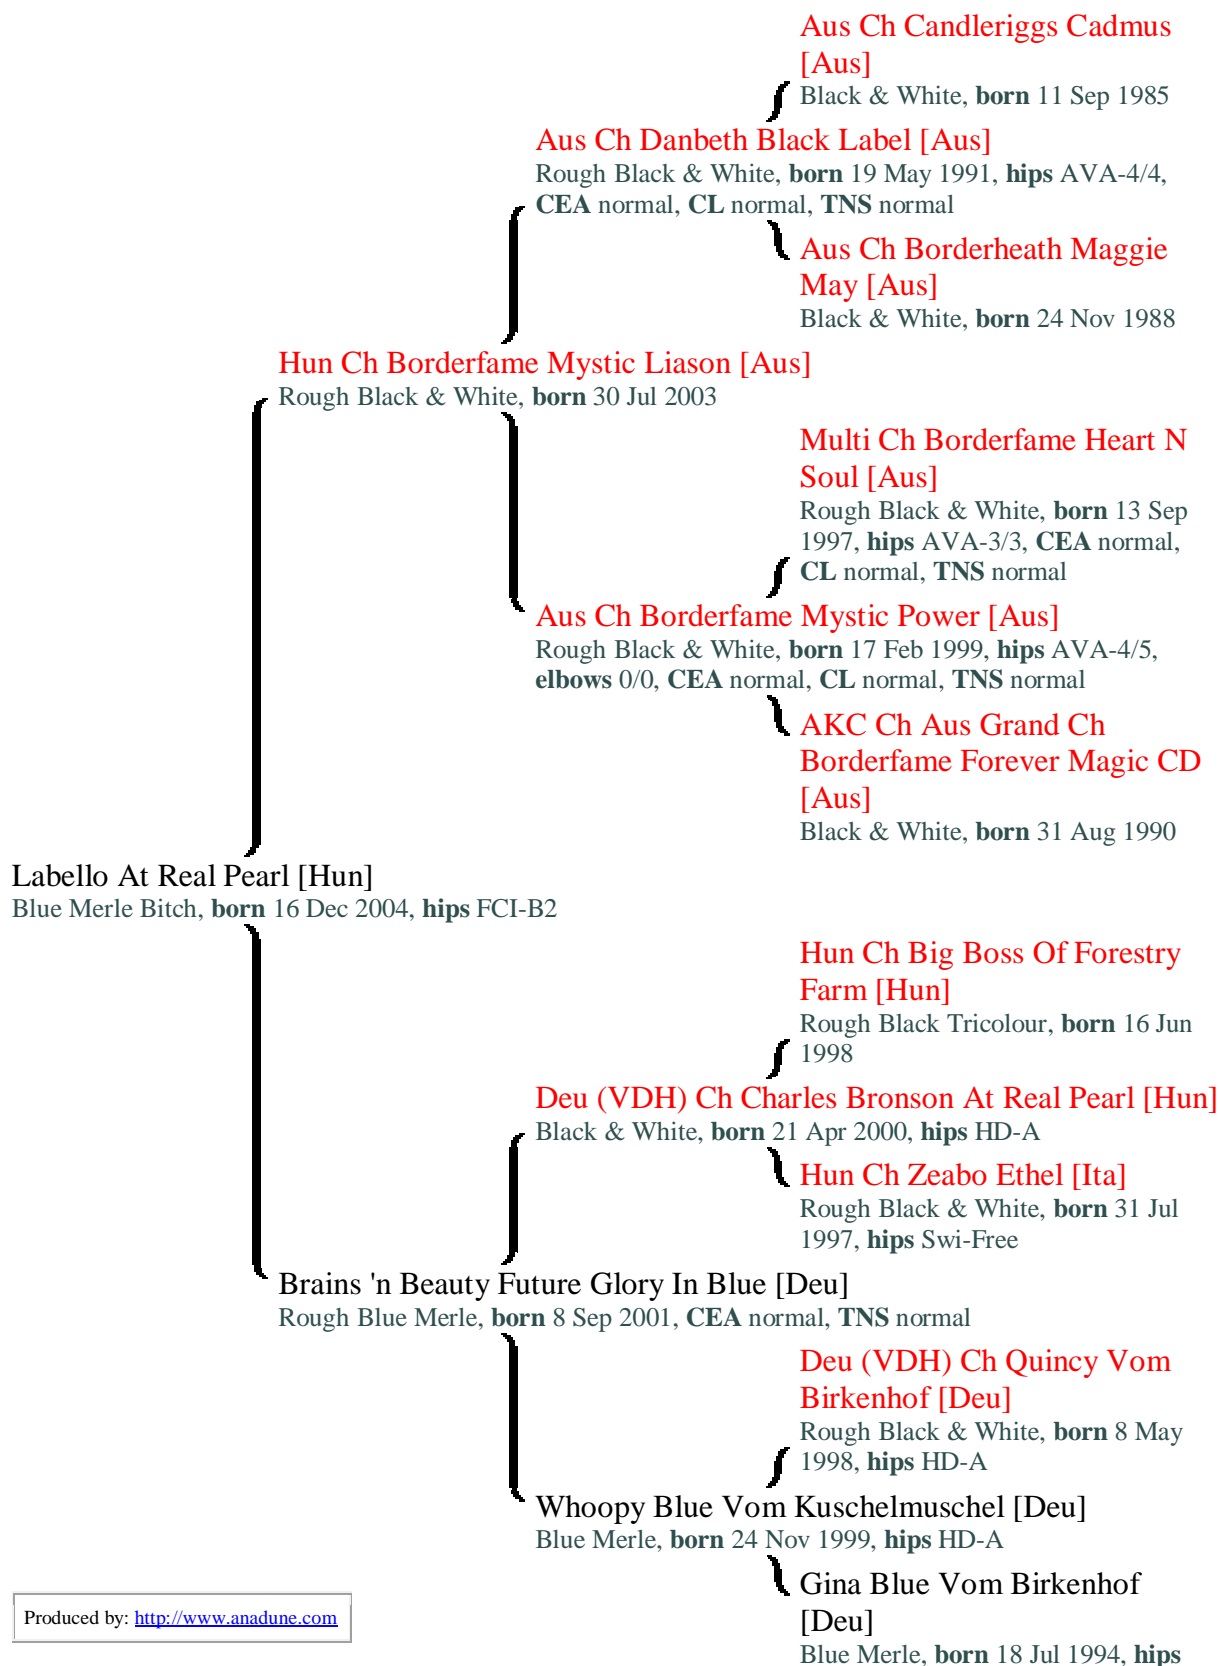 Aus Ch Candleriggs Cadmus
[Aus]
Black & White, born 11 Sep 1985
Aus Ch Danbeth Black Label [Aus]
Rough Black & White, born 19 May 1991, hips AVA-4/4,
CEA normal, CL normal, TNS normal
Aus Ch Borderheath Maggie
May [Aus]
Black & White, born 24 Nov 1988
Hun Ch Borderfame Mystic Liason [Aus]
Rough Black & White, born 30 Jul 2003
Multi Ch Borderfame Heart N
Soul [Aus]
Rough Black & White, born 13 Sep
1997, hips AVA-3/3, CEA normal,
CL normal, TNS normal
Aus Ch Borderfame Mystic Power [Aus]
Rough Black & White, born 17 Feb 1999, hips AVA-4/5,
elbows 0/0, CEA normal, CL normal, TNS normal
AKC Ch Aus Grand Ch
Borderfame Forever Magic CD
[Aus]
Black & White, born 31 Aug 1990
Labello At Real Pearl [Hun]
Blue Merle Bitch, born 16 Dec 2004, hips FCI-B2
Hun Ch Big Boss Of Forestry
Farm [Hun]
Rough Black Tricolour, born 16 Jun
1998
Deu (VDH) Ch Charles Bronson At Real Pearl [Hun]
Black & White, born 21 Apr 2000, hips HD-A
Hun Ch Zeabo Ethel [Ita]
Rough Black & White, born 31 Jul
1997, hips Swi-Free
Brains 'n Beauty Future Glory In Blue [Deu]
Rough Blue Merle, born 8 Sep 2001, CEA normal, TNS normal
Deu (VDH) Ch Quincy Vom
Birkenhof [Deu]
Rough Black & White, born 8 May
1998, hips HD-A
Whoopy Blue Vom Kuschelmuschel [Deu]
Blue Merle, born 24 Nov 1999, hips HD-A
Gina Blue Vom Birkenhof
[Deu]
Blue Merle, born 18 Jul 1994, hips
Produced by: http://www.anadune.com